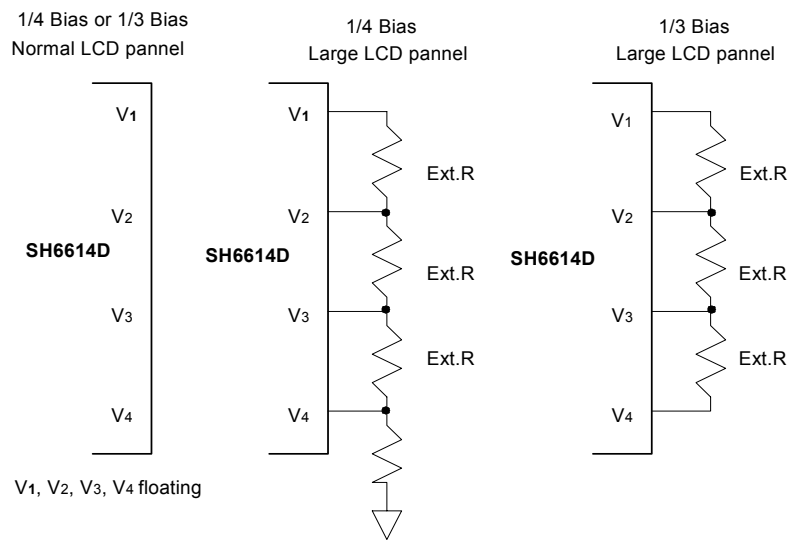 1/4 Bias or 1/3 Bias
Normal LCD pannel
V1
V2
SH6614D
V3
V4
V1, V2, V3, V4 floating
1/4 Bias
Large LCD pannel
V1
Ext.R
V2
SH6614D
Ext.R
V3
Ext.R
V4
1/3 Bias
Large LCD pannel
V1
Ext.R
V2
SH6614D
Ext.R
V3
Ext.R
V4